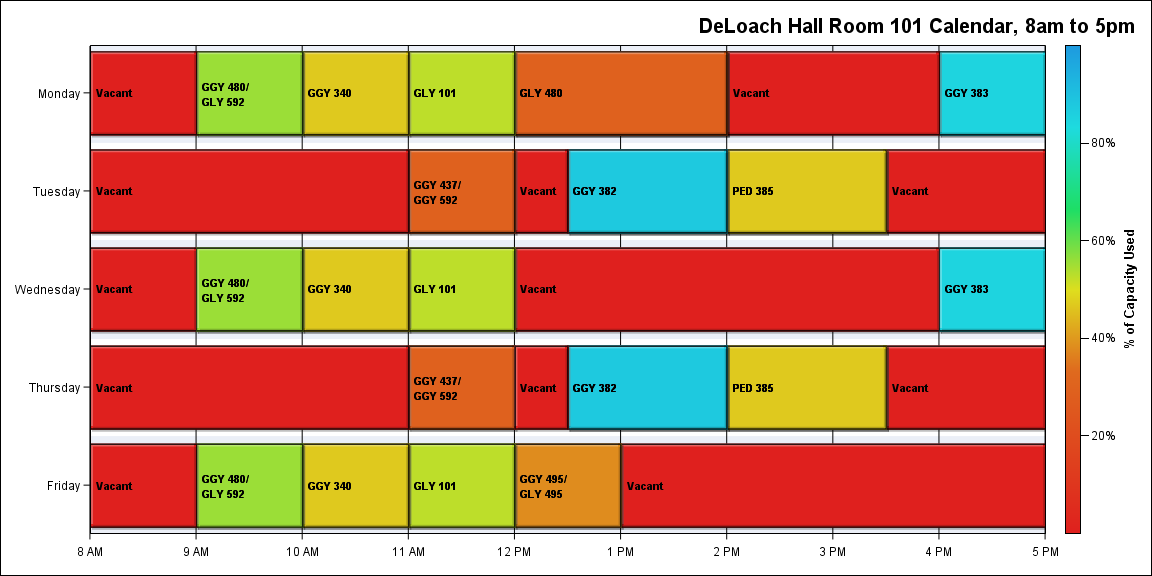 DeLoach Hall Room 101 Calendar, 8am to 5pm
Monday
Vacant
GGY 480/
GLY 592
GGY 340
GLY 101
GLY 480
Vacant
GGY 383
Tuesday
Vacant
GGY 437/
GGY 592
Vacant
GGY 382
PED 385
Vacant
Wednesday
Vacant
GGY 480/
GLY 592
GGY 340
GLY 101
Vacant
GGY 383
Thursday
Vacant
GGY 437/
GGY 592
Vacant
GGY 382
PED 385
Vacant
Friday
Vacant
GGY 480/
GLY 592
GGY 340
GLY 101
GGY 495/
GLY 495
Vacant
8 AM
9 AM
10 AM
11 AM
12 PM
1 PM
2 PM
3 PM
4 PM
5 PM
80%
60%
40%
20%
% of Capacity Used